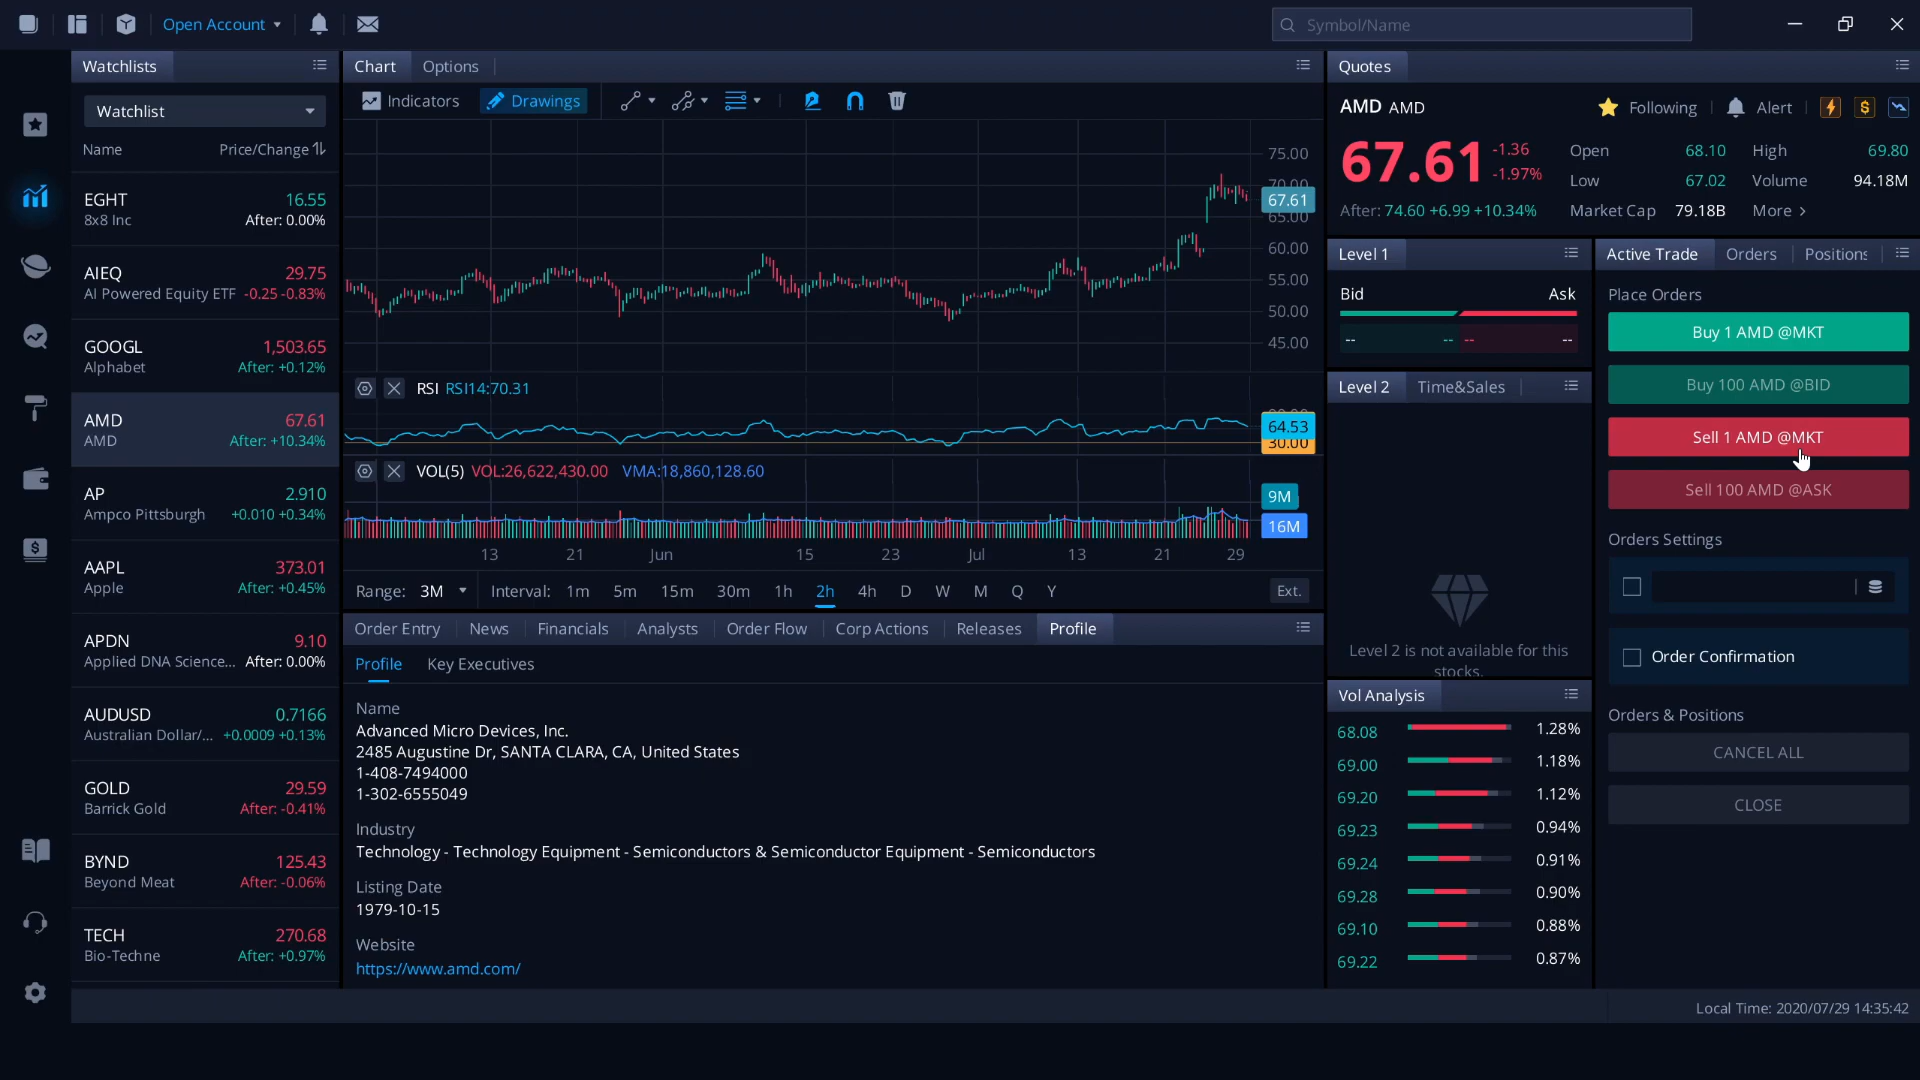 Open Account
Symbol/Name
Watchlists
Watchlist
Name Price/Change
EGHT 16.55
8x8 Inc After: 0.00%
AIEQ 29.75
AI Powered Equity ETF -0.25 -0.83%
GOOGL 1,503.65
Alphabet After: +0.12%
AMD 67.61
AMD After: +10.34%
AP 2.910
Ampco Pittsburgh +0.010 +0.34%
AAPL 373.01
Apple After: +0.45%
APDN 9.10
Applied DNA Science... After: 0.00%
AUDUSD 0.7166
Australian Dollar/... +0.0009 +0.13%
GOLD 29.59
Barrick Gold After: -0.41%
BYND 125.43
Beyond Meat After: -0.06%
TECH 270.68
Bio-Techne After: +0.97%
Chart Options
Indicators Drawings
75.00
70.00
67.61
65.00
60.00
55.00
50.00
45.00
RSI RSI14:70.31
64.53
30.00
VOL(5) VOL:26,622,430.00 VMA:18,860,128.60
9M
16M
13 21 Jun 15 23 Jul 13 21 29
Range: 3M Interval: 1m 5m 15m 30m 1h 2h 4h D W M Q Y Ext.
Order Entry News Financials Analysts Order Flow Corp Actions Releases Profile
Profile Key Executives
Name
Advanced Micro Devices, Inc.
2485 Augustine Dr, SANTA CLARA, CA, United States
1-408-7494000
1-302-6555049
Industry
Technology - Technology Equipment - Semiconductors & Semiconductor Equipment - Semiconductors
Listing Date
1979-10-15
Website
https://www.amd.com/
Quotes
AMD AMD Following Alert
67.61 -1.36
-1.97%
After: 74.60 +6.99 +10.34%
Open 68.10 High 69.80
Low 67.02 Volume 94.18M
Market Cap 79.18B More >
Level 1
Bid Ask
-- -- -- --
Level 2 Time&Sales
Level 2 is not available for this
stocks.
Vol Analysis
68.08 1.28%
69.00 1.18%
69.20 1.12%
69.23 0.94%
69.24 0.91%
69.28 0.90%
69.10 0.88%
69.22 0.87%
Active Trade Orders Positions
Place Orders
Buy 1 AMD @MKT
Buy 100 AMD @BID
Sell 1 AMD @MKT
Sell 100 AMD @ASK
Orders Settings
Order Confirmation
Orders & Positions
CANCEL ALL
CLOSE
Local Time: 2020/07/29 14:35:42